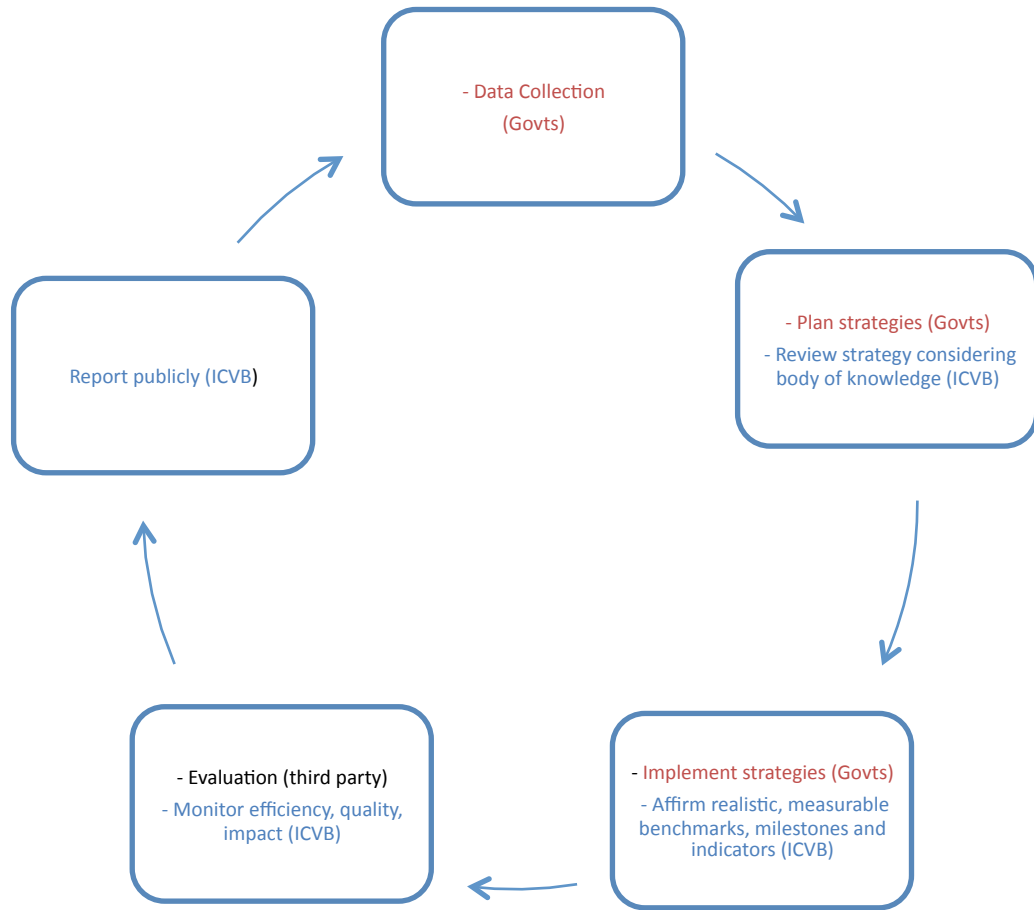 - Data Collection
(Govts)
- Plan strategies (Govts)
- Review strategy considering
body of knowledge (ICVB)
- Implement strategies (Govts)
- Affirm realistic, measurable
benchmarks, milestones and
indicators (ICVB)
- Evaluation (third party)
- Monitor efficiency, quality,
impact (ICVB)
Report publicly (ICVB)